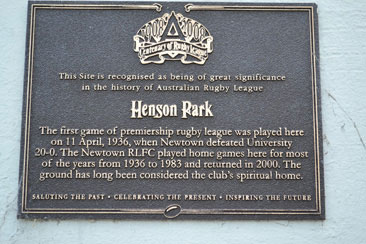 1908 2008
Centenary of Rugby League
This Site is recognised as being of great significance
in the history of Australian Rugby League
Henson Park
The first game of premiership rugby league was played here
on 11 April, 1936, when Newtown defeated University
20-0. The Newtown RLFC played home games here for most
of the years from 1936 to 1983 and returned in 2000. The
ground has long been considered the club's spiritual home.
SALUTING THE PAST • CELEBRATING THE PRESENT • INSPIRING THE FUTURE